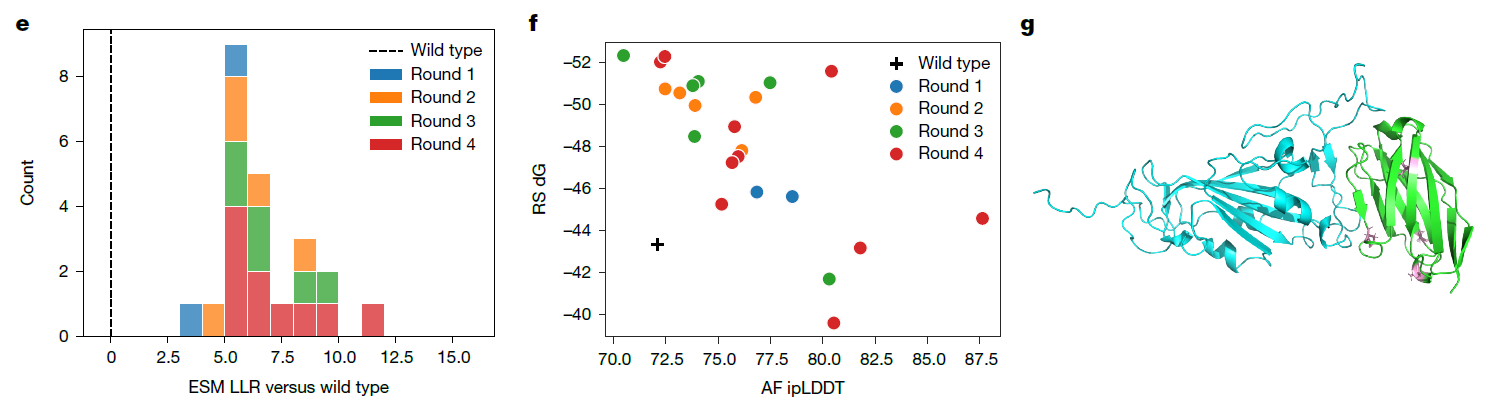 e
Count
8
6
4
2
0
0
2.5
5.0
7.5
10.0
12.5
15.0
ESM LLR versus wild type
Wild type
Round 1
Round 2
Round 3
Round 4
f
RS dG
−52
−50
−48
−46
−44
−42
−40
70.0
72.5
75.0
77.5
80.0
82.5
85.0
87.5
AF ipLDDT
Wild type
Round 1
Round 2
Round 3
Round 4
g